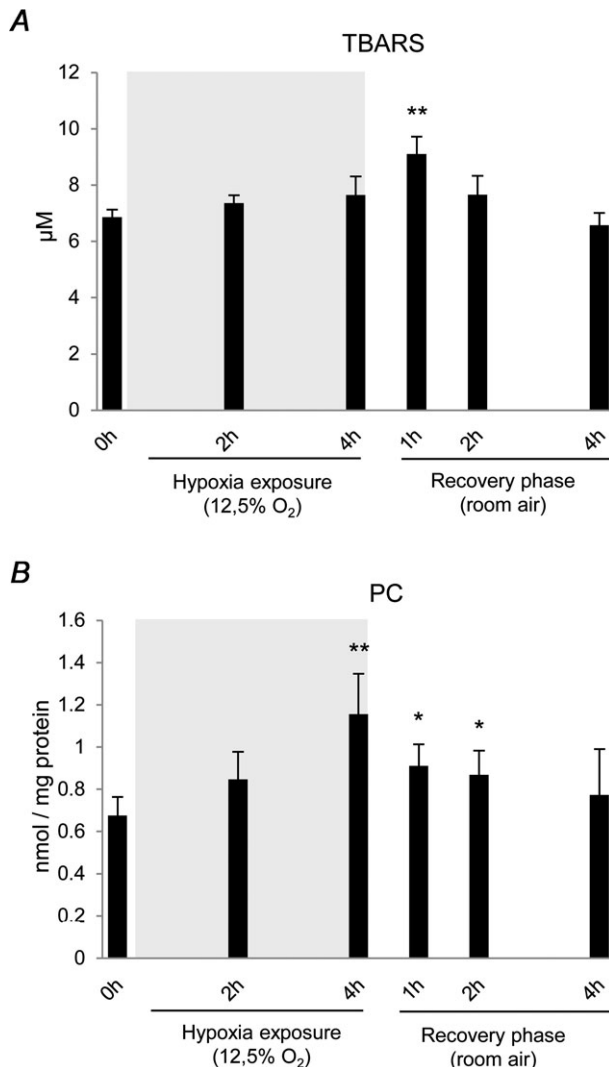 A
TBARS
12
10
8
6
4
2
0
µM
**
0h
2h
4h
1h
2h
4h
Hypoxia exposure
(12,5% O₂)
Recovery phase
(room air)
B
PC
1.6
1.4
1.2
1
0.8
0.6
0.4
0.2
0
nmol / mg protein
**
*
*
0h
2h
4h
1h
2h
4h
Hypoxia exposure
(12,5% O₂)
Recovery phase
(room air)